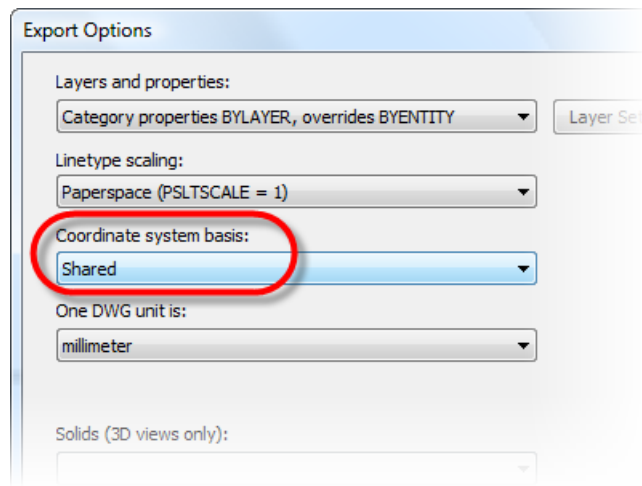 Export Options
Layers and properties:
Category properties BYLAYER, overrides BYENTITY
Layer
Linetype scaling:
Paperspace (PSLTSCALE = 1)
Coordinate system basis:
Shared
One DWG unit is:
millimeter
Solids (3D views only):